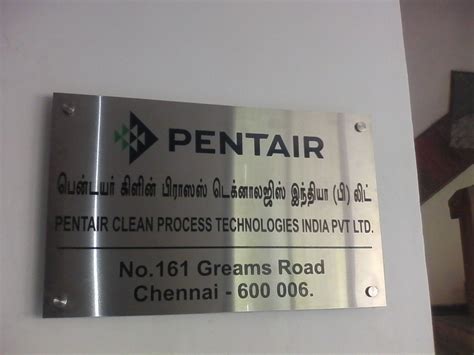 PENTAIR
பென்டயர் கிளின் பிராஸஸ் டெக்னாலஜிஸ் இந்தியா (பி) லிட்
PENTAIR CLEAN PROCESS TECHNOLOGIES INDIA PVT LTD.
No.161 Greams Road
Chennai - 600 006.